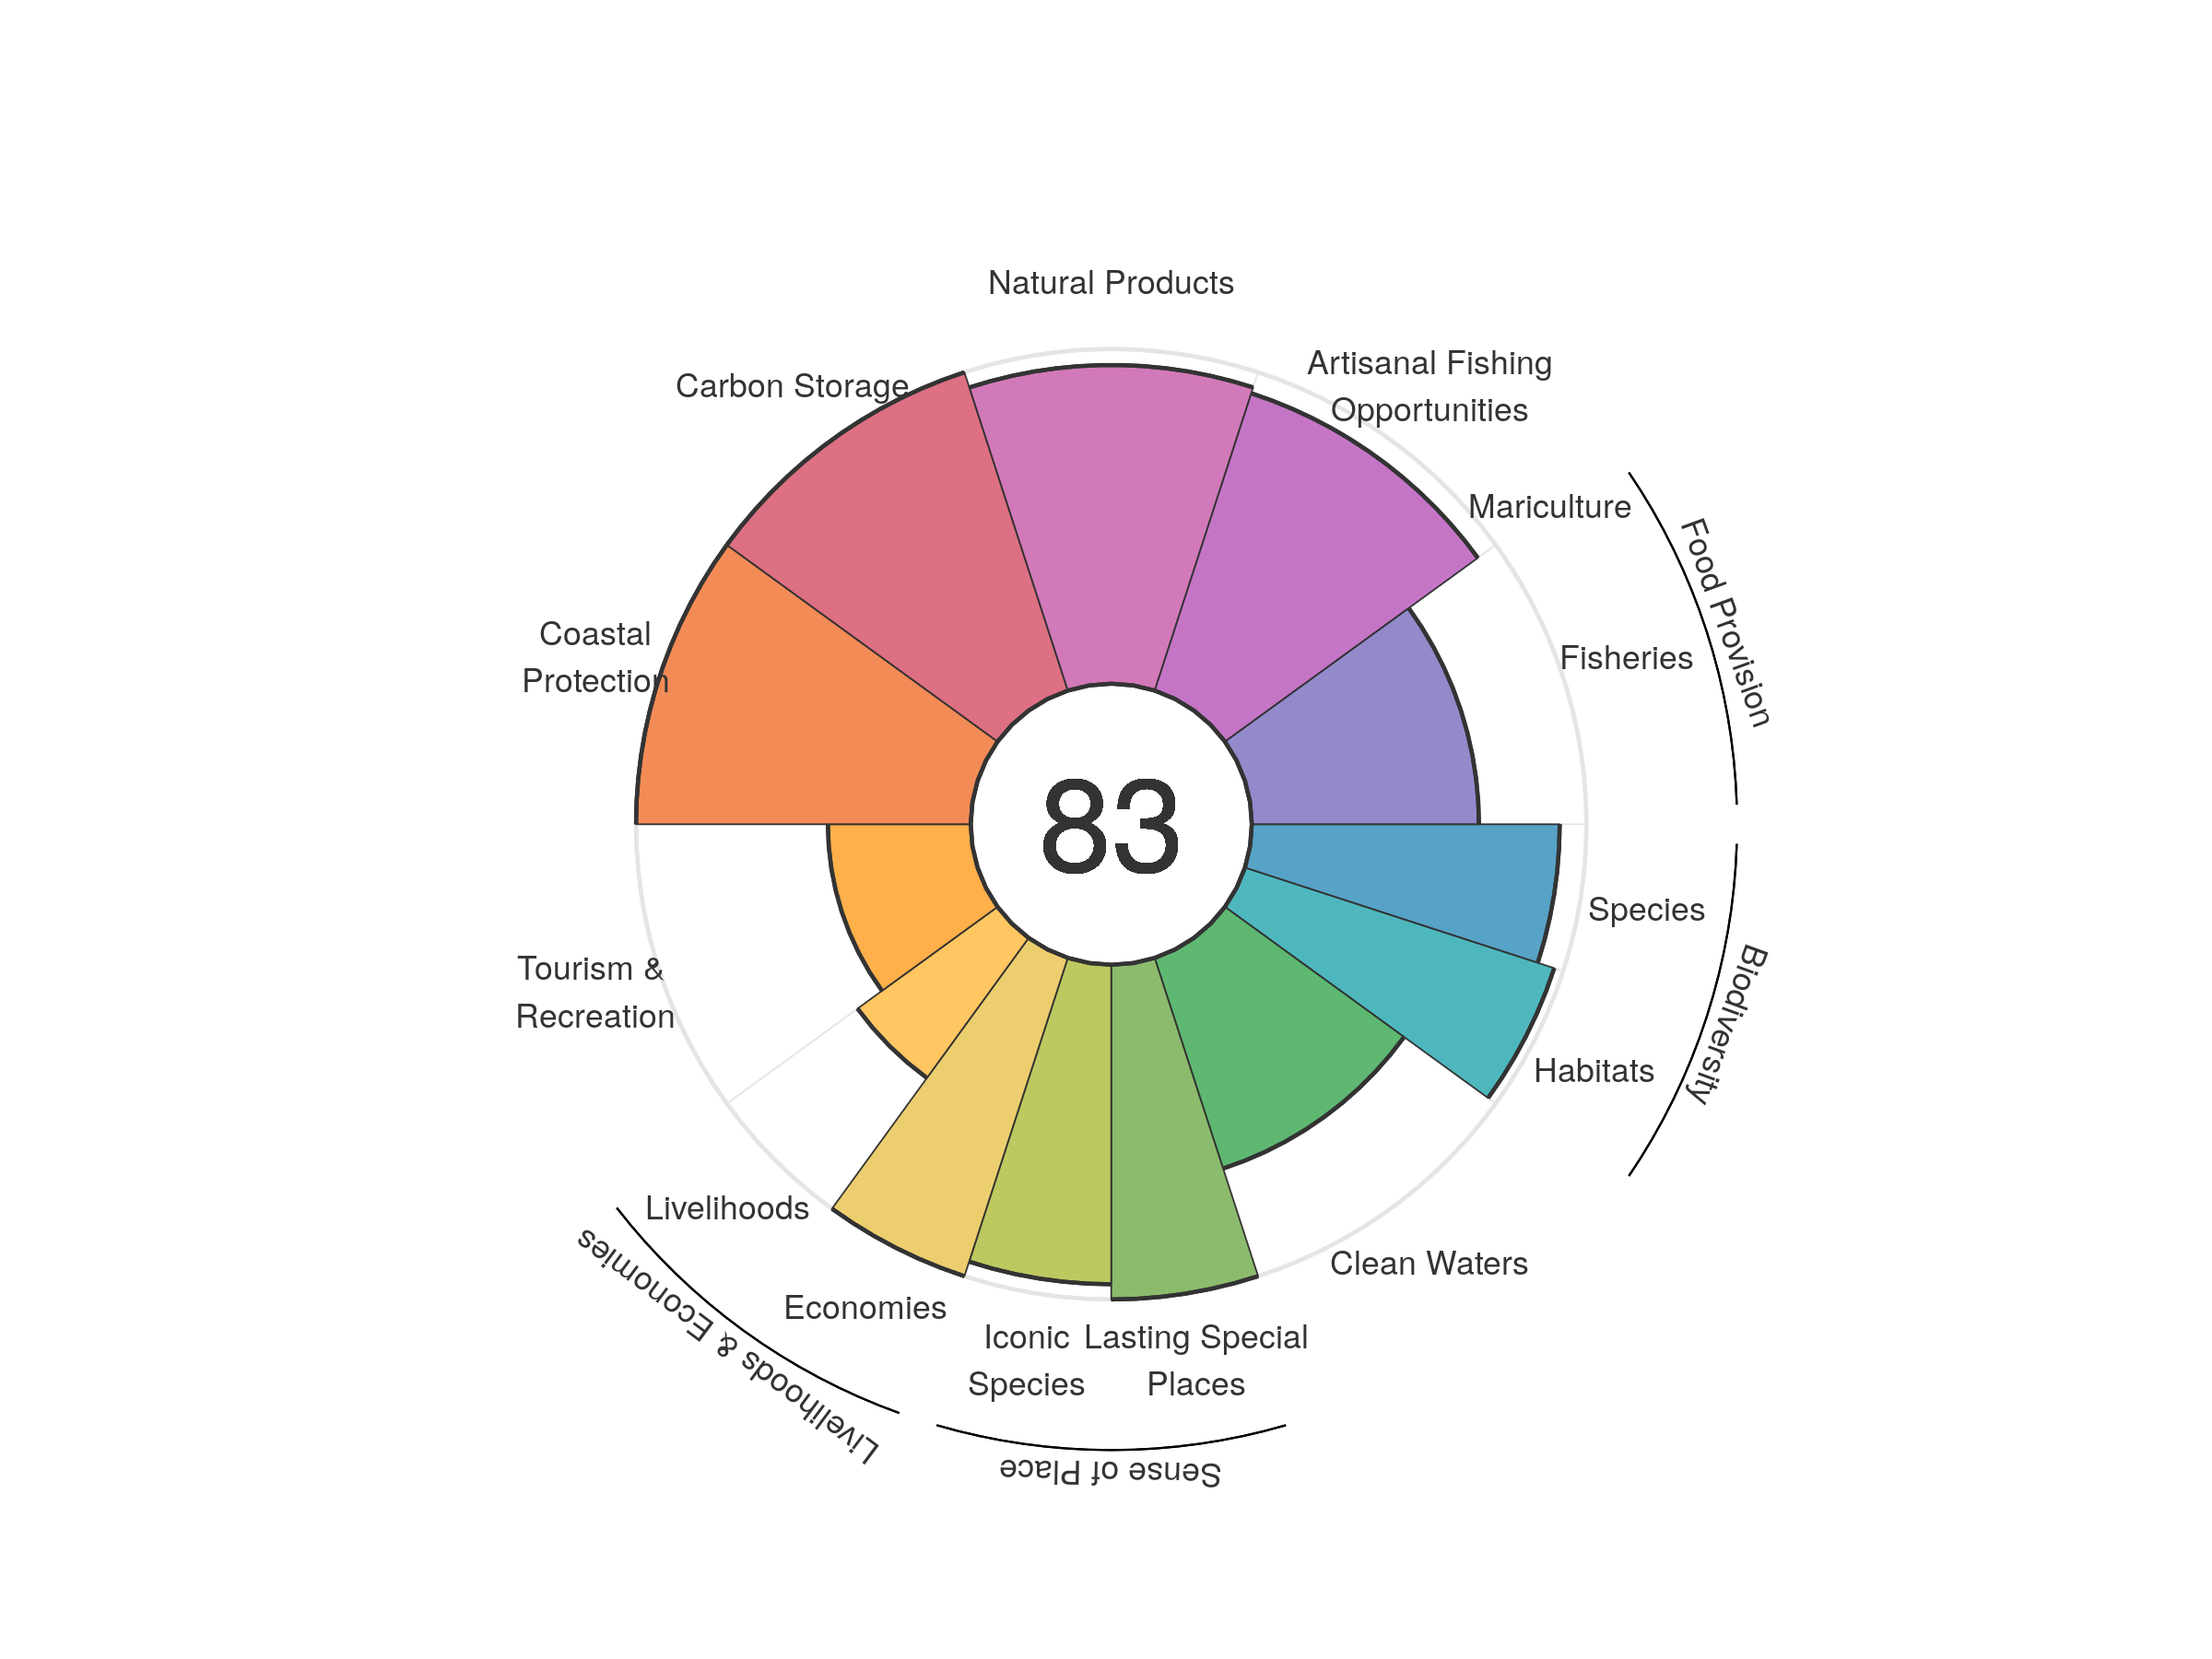 Natural Products
Artisanal Fishing
Opportunities
Carbon Storage
Mariculture
Food Provision
Fisheries
Coastal
Protection
83
Species
Biodiversity
Tourism &
Recreation
Habitats
Livelihoods
Clean Waters
Livelihoods & Economies
Economies
Iconic
Species
Lasting Special
Places
Sense of Place